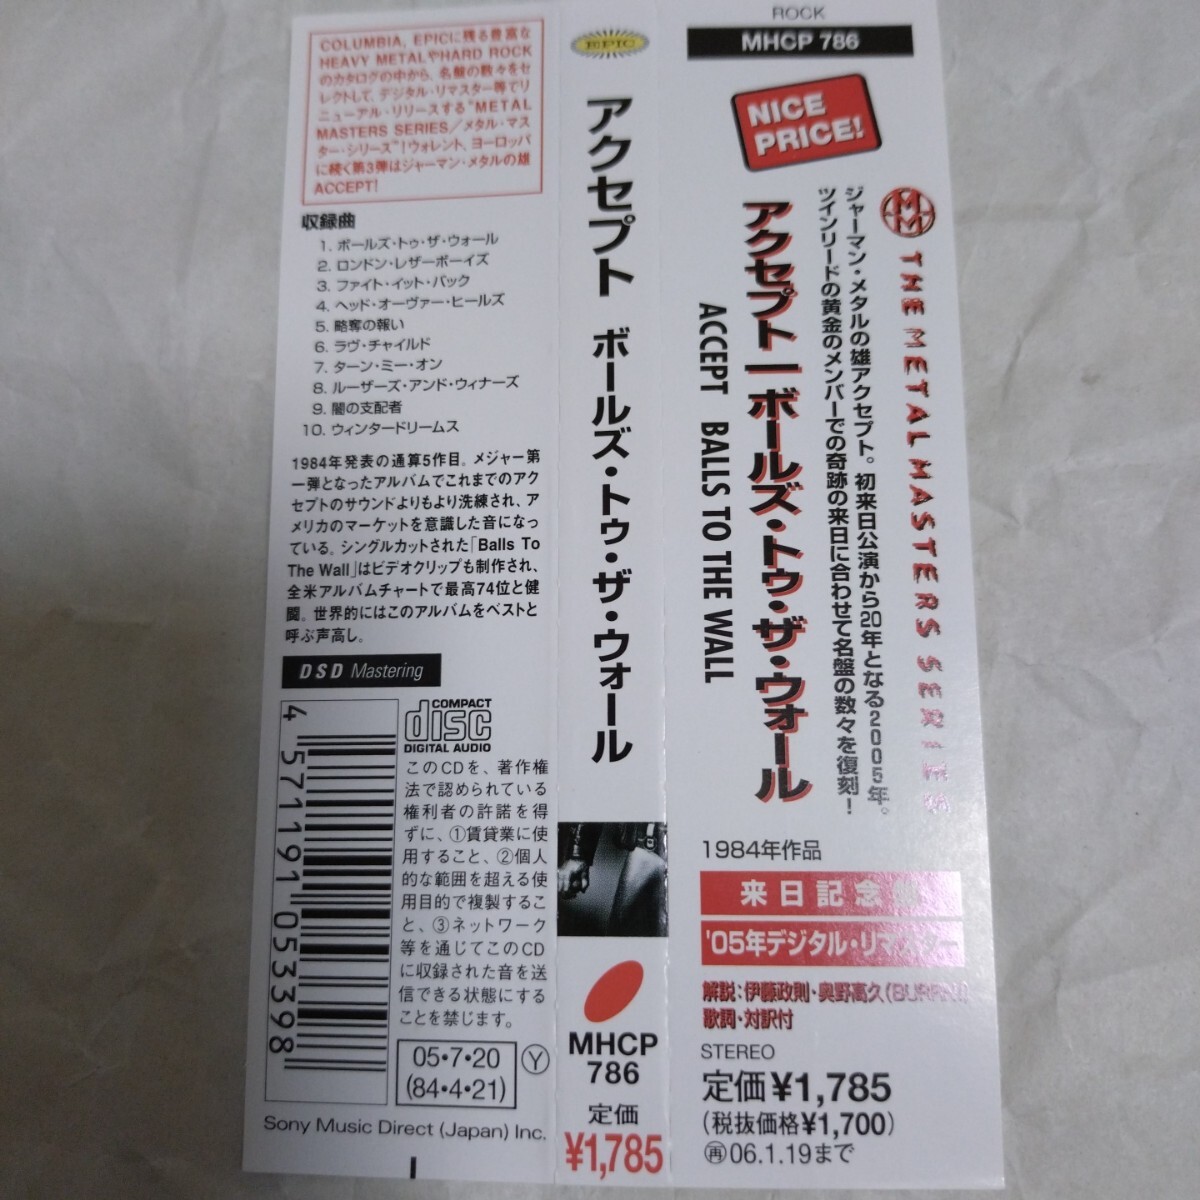 COLUMBIA, EPICに残る豊富な
HEAVY METALやHARD ROCK
のカタログの中から、名盤の数々をセ
レクトして、デジタル・リマスター等でリ
ニューアル・リリースする"METAL
MASTERS SERIES／メタル・マス
ター・シリーズ"！ウォレント、ヨーロッパ
に続く第3弾はジャーマン・メタルの雄
ACCEPT！
収録曲
1. ボールズ・トゥ・ザ・ウォール
2. ロンドン・レザーボーイズ
3. ファイト・イット・バック
4. ヘッド・オーヴァー・ヒールズ
5. 略奪の報い
6. ラヴ・チャイルド
7. ターン・ミー・オン
8. ルーザーズ・アンド・ウィナーズ
9. 闇の支配者
10. ウィンタードリームス
1984年発表の通算5作目。メジャー第
一弾となったアルバムでこれまでのアク
セプトのサウンドよりもより洗練され、ア
メリカのマーケットを意識した音になっ
ている。シングルカットされた「Balls To
The Wall」はビデオクリップも制作され、
全米アルバムチャートで最高74位と健
闘。世界的にはこのアルバムをベストと
呼ぶ声高し。
DSD Mastering
4 571191 053398
COMPACT
disc
DIGITAL AUDIO
このCDを、著作権
法で認められている
権利者の許諾を得
ずに、①賃貸業に使
用すること、②個人
的な範囲を超える使
用目的で複製するこ
と、③ネットワーク
等を通じてこのCD
に収録された音を送
信できる状態にする
ことを禁じます。
05・7・20
(84・4・21)
Y
Sony Music Direct (Japan) Inc.
EPIC
アクセプト ボールズ・トゥ・ザ・ウォール
MHCP
786
定価
¥1,785
ROCK
MHCP 786
NICE
PRICE!
MM THE METAL MASTERS SERIES
ジャーマン・メタルの雄アクセプト。初来日公演から20年となる2005年。
ツインリードの黄金のメンバーでの奇跡の来日に合わせて名盤の数々を復刻！
アクセプト｜ボールズ・トゥ・ザ・ウォール
ACCEPT BALLS TO THE WALL
1984年作品
来日記念盤
'05年デジタル・リマスター
解説：伊藤政則・奥野高久(BURRN!)
歌詞・対訳付
STEREO
定価¥1,785
(税抜価格¥1,700)
再06.1.19まで